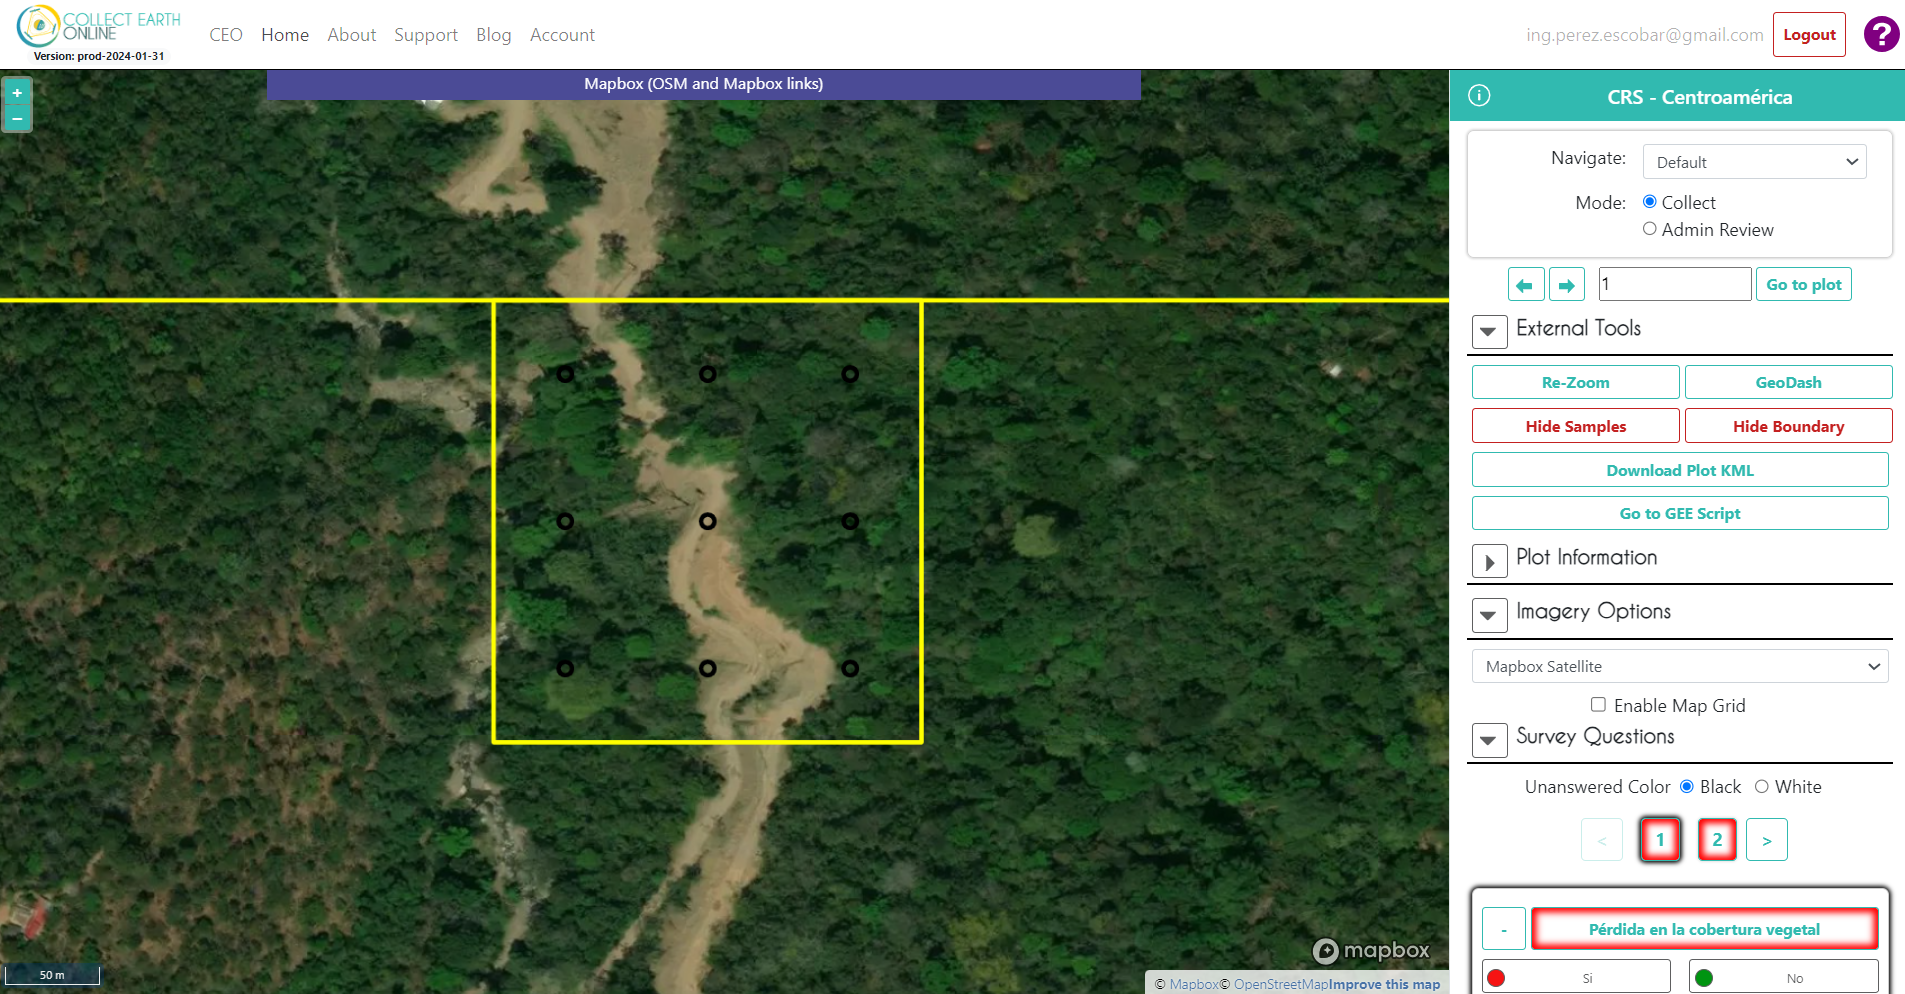 COLLECT EARTH
ONLINE
Version: prod-2024-01-31
CEO Home About Support Blog Account
ing.perez.escobar@gmail.com Logout ?
Mapbox (OSM and Mapbox links)
+
−
CRS - Centroamérica
Navigate: Default
Mode: Collect
Admin Review
1 Go to plot
External Tools
Re-Zoom GeoDash
Hide Samples Hide Boundary
Download Plot KML
Go to GEE Script
Plot Information
Imagery Options
Mapbox Satellite
Enable Map Grid
Survey Questions
Unanswered Color Black White
< 1 2 >
- Pérdida en la cobertura vegetal
Si No
50 m
mapbox
© Mapbox© OpenStreetMapImprove this map